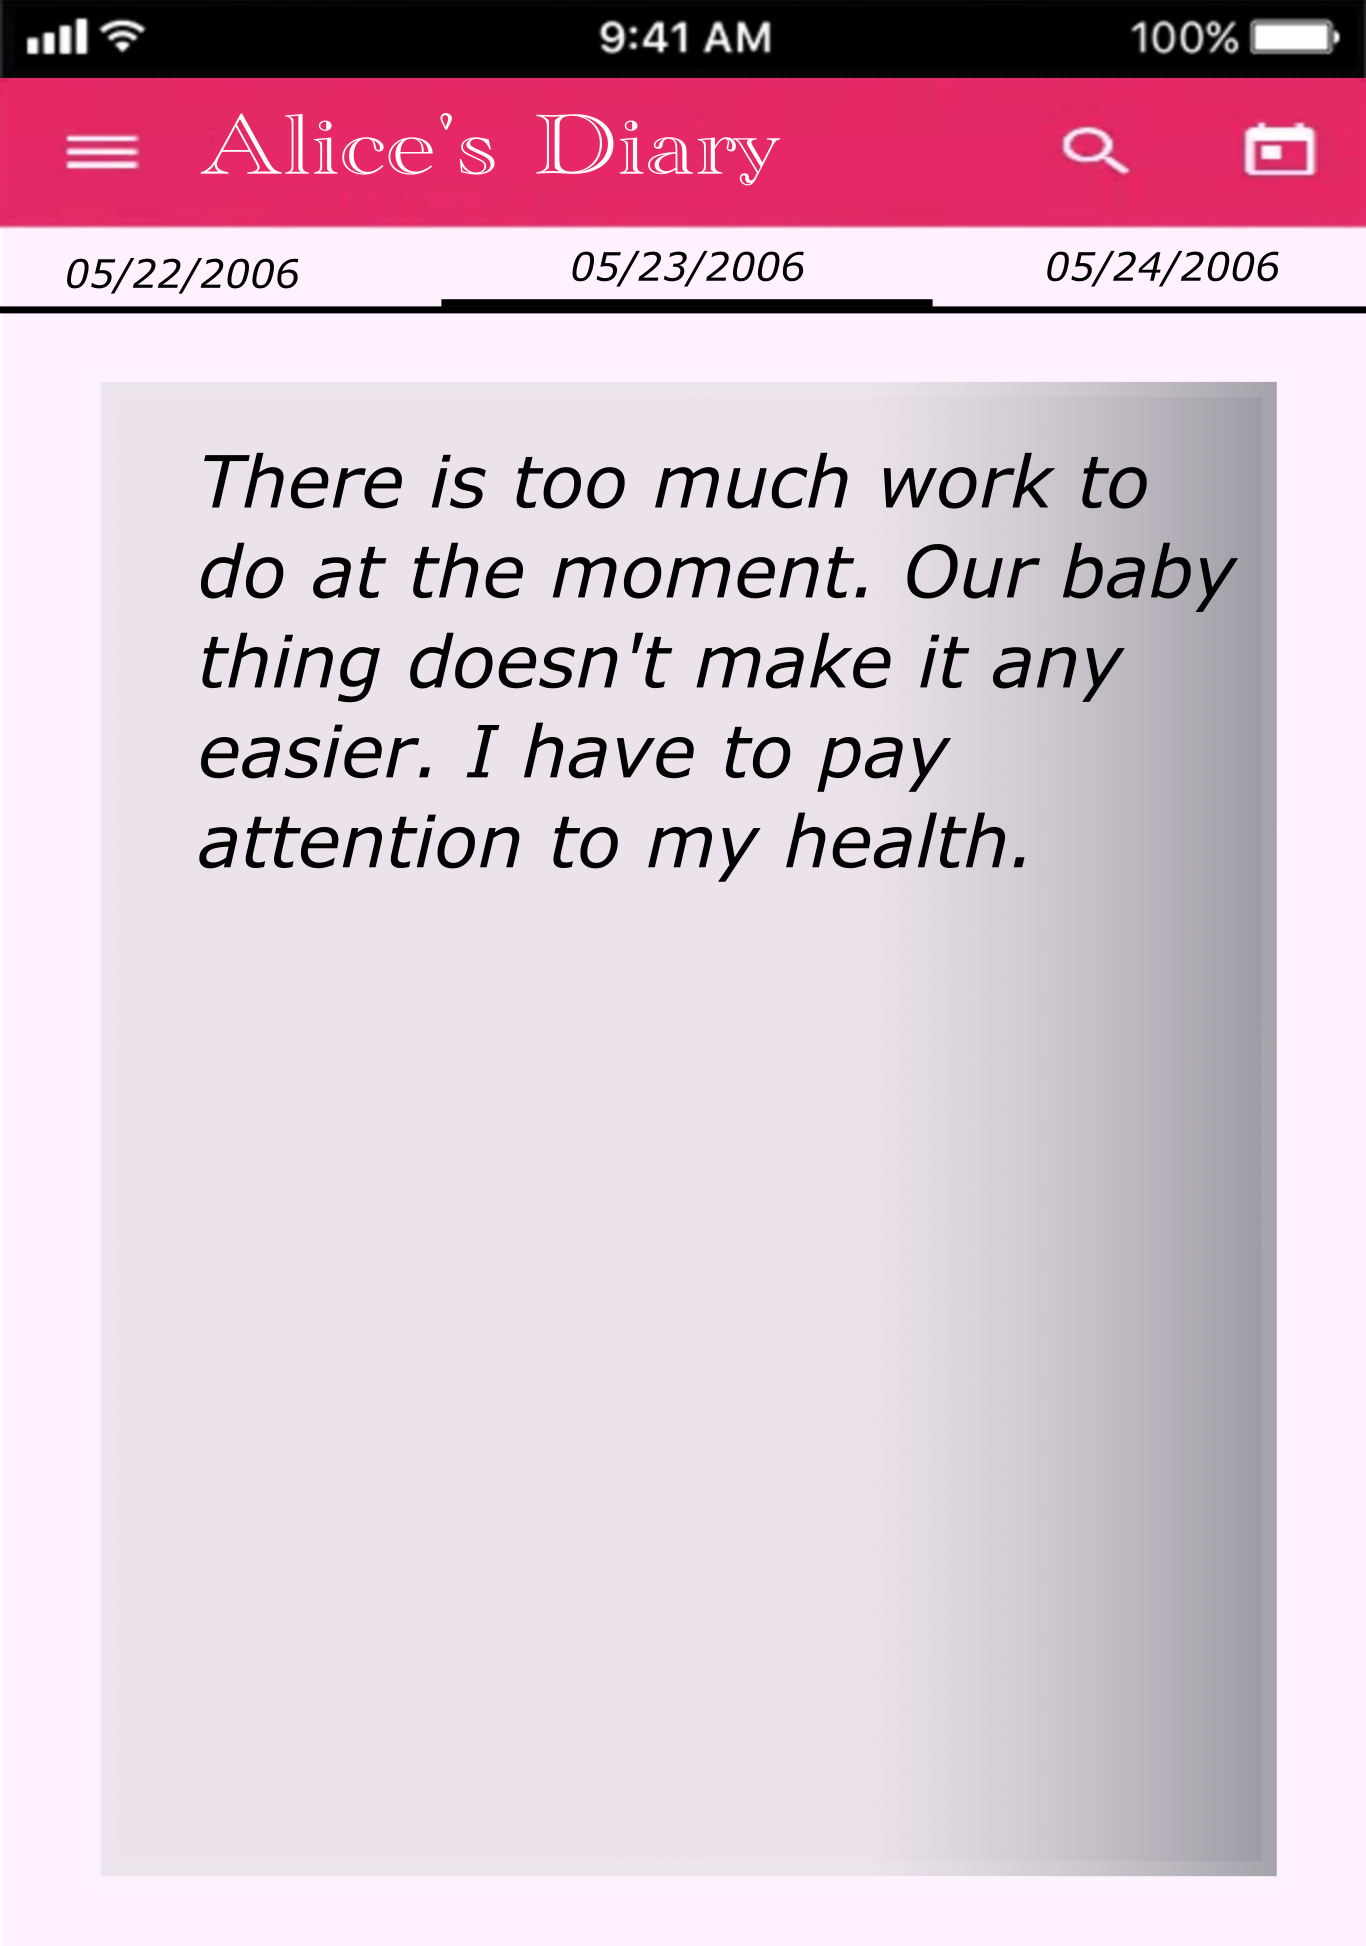 9:41 AM 100%
Alice's Diary
05/22/2006 05/23/2006 05/24/2006
There is too much work to
do at the moment. Our baby
thing doesn't make it any
easier. I have to pay
attention to my health.